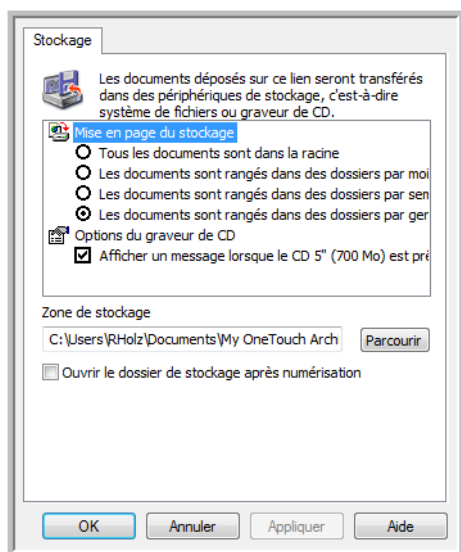 Stockage
Les documents déposés sur ce lien seront transférés
dans des périphériques de stockage, c'est-à-dire
système de fichiers ou graveur de CD.
Mise en page du stockage
Tous les documents sont dans la racine
Les documents sont rangés dans des dossiers par moi
Les documents sont rangés dans des dossiers par sem
Les documents sont rangés dans des dossiers par ger
Options du graveur de CD
Afficher un message lorsque le CD 5" (700 Mo) est prê
Zone de stockage
C:\Users\RHolz\Documents\My OneTouch Arch
Parcourir
Ouvrir le dossier de stockage après numérisation
OK Annuler Appliquer Aide